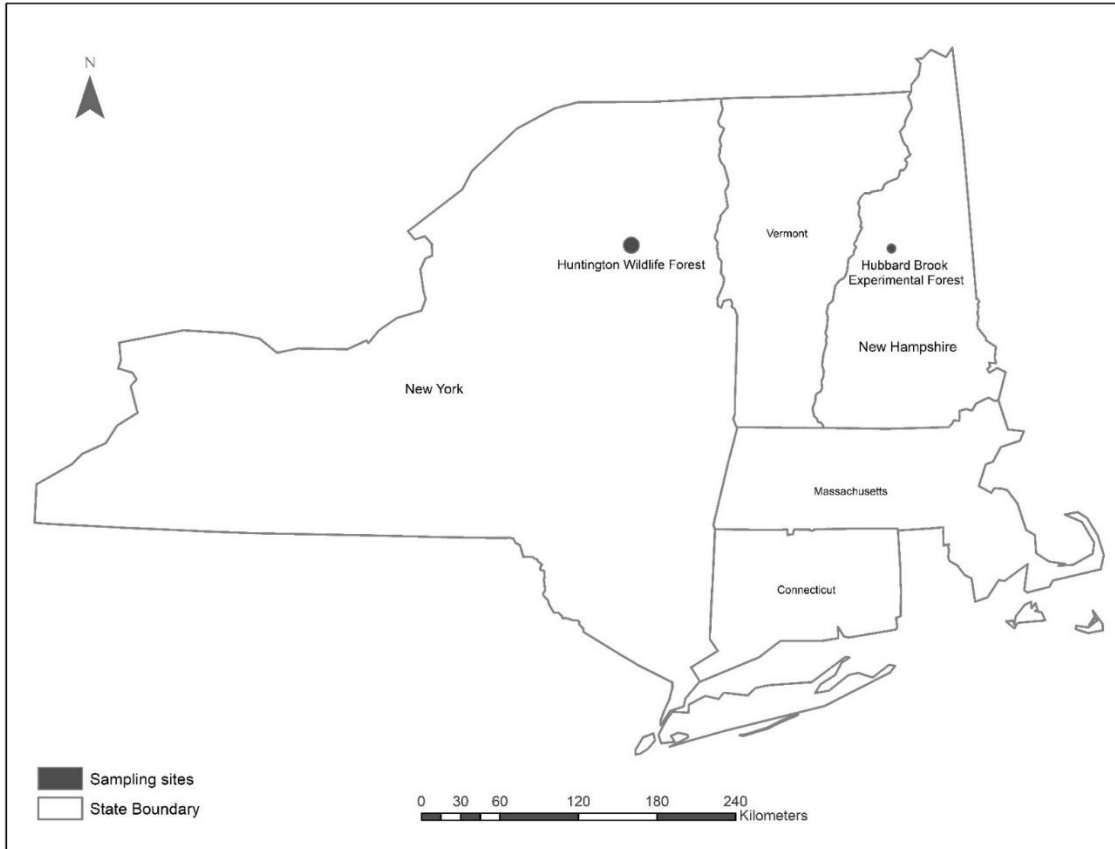 N
Vermont
Huntington Wildlife Forest
Hubbard Brook
Experimental Forest
New Hampshire
New York
Massachusetts
Connecticut
Sampling sites
State Boundary
0 30 60 120 180 240
Kilometers